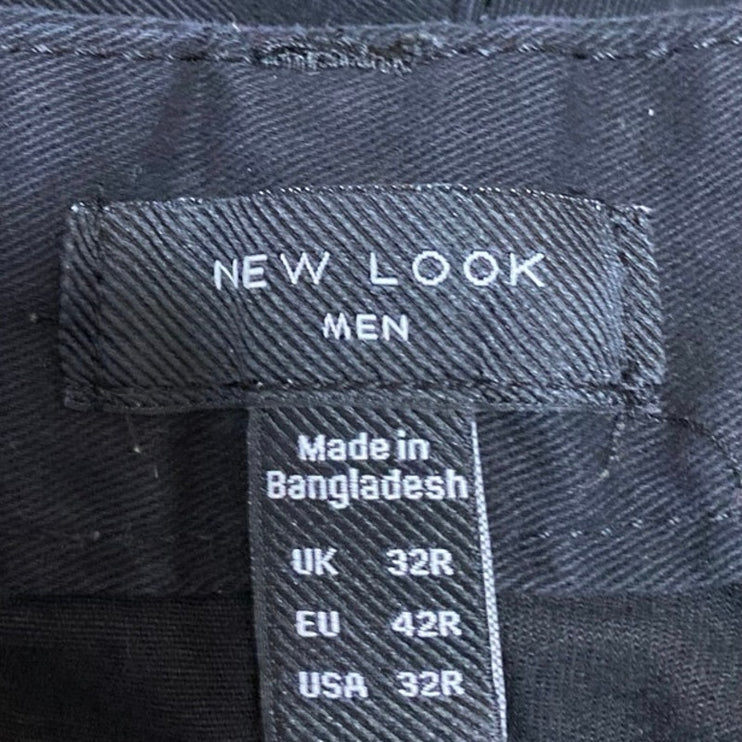 NEW LOOK
MEN
Made in
Bangladesh
UK 32R
EU 42R
USA 32R